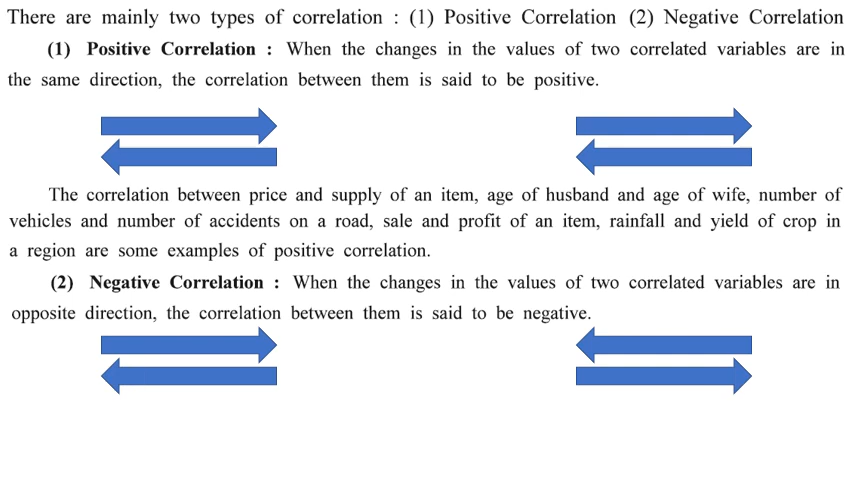 There are mainly two types of correlation : (1) Positive Correlation (2) Negative Correlation
(1) Positive Correlation : When the changes in the values of two correlated variables are in
the same direction, the correlation between them is said to be positive.
The correlation between price and supply of an item, age of husband and age of wife, number of
vehicles and number of accidents on a road, sale and profit of an item, rainfall and yield of crop in
a region are some examples of positive correlation.
(2) Negative Correlation : When the changes in the values of two correlated variables are in
opposite direction, the correlation between them is said to be negative.